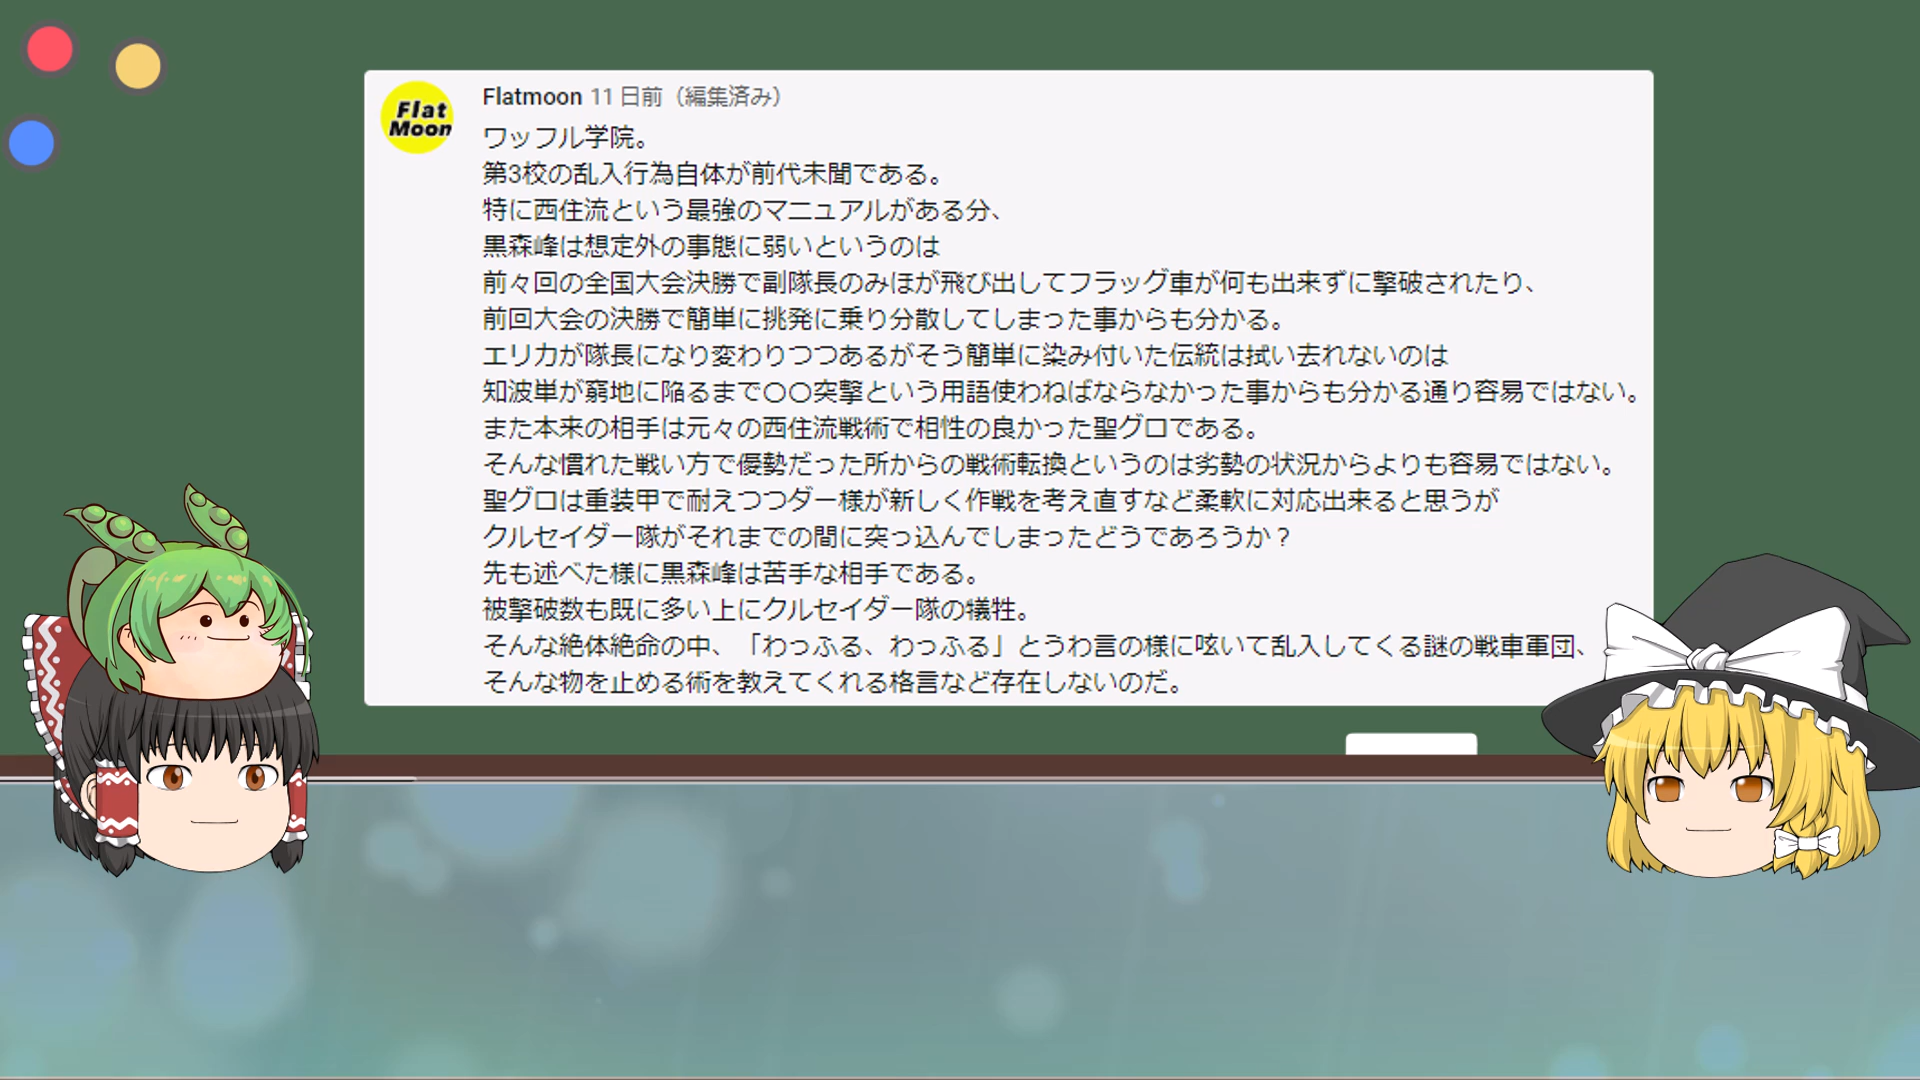 Flat
Moon
Flatmoon 11 日前（編集済み）
ワッフル学院。
第3校の乱入行為自体が前代未聞である。
特に西住流という最強のマニュアルがある分、
黒森峰は想定外の事態に弱いというのは
前々回の全国大会決勝で副隊長のみほが飛び出してフラッグ車が何も出来ずに撃破されたり、
前回大会の決勝で簡単に挑発に乗り分散してしまった事からも分かる。
エリカが隊長になり変わりつつあるがそう簡単に染み付いた伝統は拭い去れないのは
知波単が窮地に陥るまで〇〇突撃という用語使わねばならなかった事からも分かる通り容易ではない。
また本来の相手は元々の西住流戦術で相性の良かった聖グロである。
そんな慣れた戦い方で優勢だった所からの戦術転換というのは劣勢の状況からよりも容易ではない。
聖グロは重装甲で耐えつつダー様が新しく作戦を考え直すなど柔軟に対応出来ると思うが
クルセイダー隊がそれまでの間に突っ込んでしまったどうであろうか？
先も述べた様に黒森峰は苦手な相手である。
被撃破数も既に多い上にクルセイダー隊の犠牲。
そんな絶体絶命の中、「わっふる、わっふる」とうわ言の様に呟いて乱入してくる謎の戦車軍団、
そんな物を止める術を教えてくれる格言など存在しないのだ。